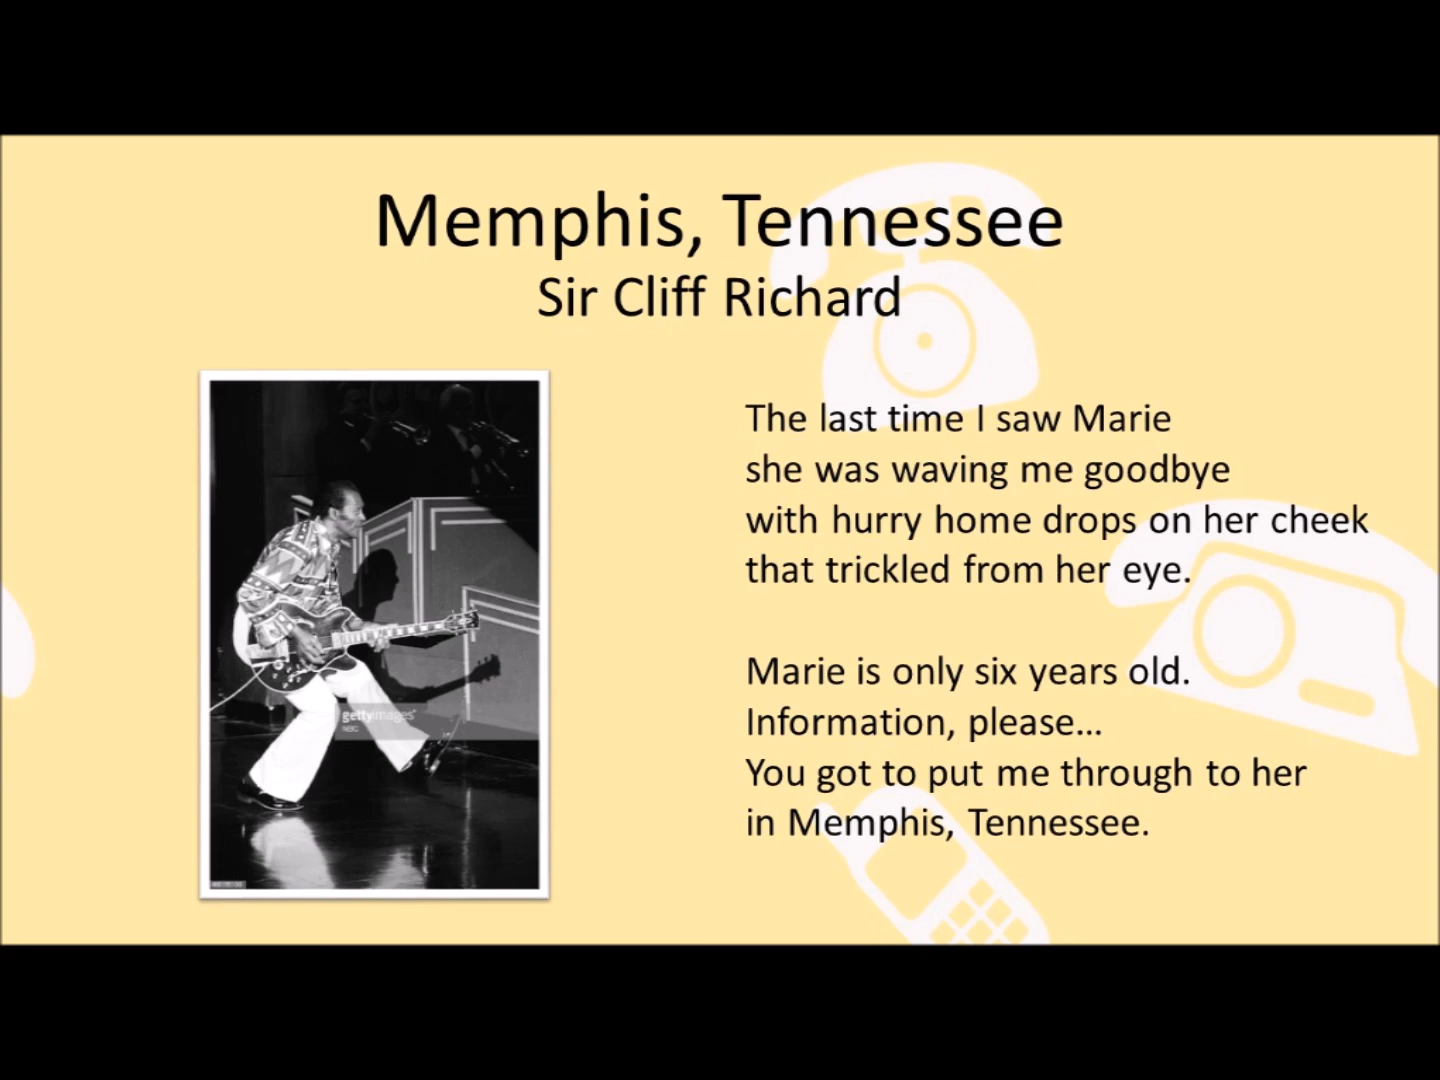 Memphis, Tennessee
Sir Cliff Richard
The last time I saw Marie
she was waving me goodbye
with hurry home drops on her cheek
that trickled from her eye.
Marie is only six years old.
Information, please...
You got to put me through to her
in Memphis, Tennessee.
gettyimages®
NBC